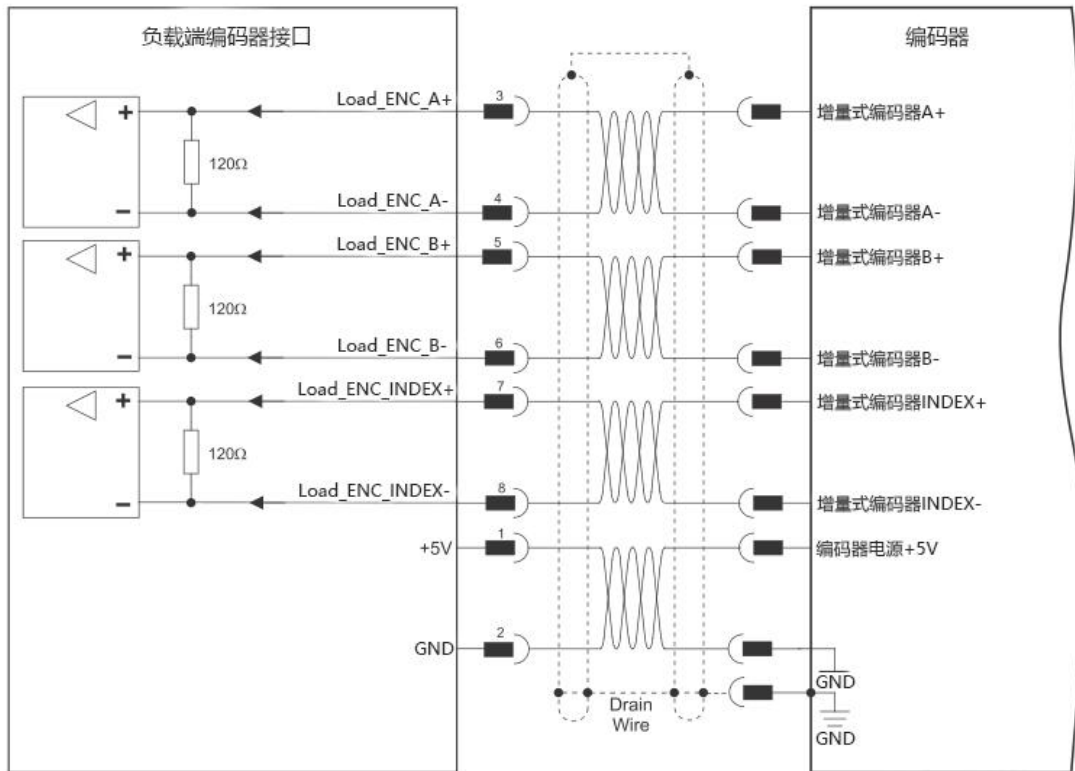 负载端编码器接口
编码器
+
Load_ENC_A+
3
增量式编码器A+
120Ω
-
Load_ENC_A-
4
增量式编码器A-
+
Load_ENC_B+
5
增量式编码器B+
120Ω
-
Load_ENC_B-
6
增量式编码器B-
+
Load_ENC_INDEX+
7
增量式编码器INDEX+
120Ω
-
Load_ENC_INDEX-
8
增量式编码器INDEX-
+5V
1
编码器电源+5V
GND
2
GND
Drain
Wire
GND